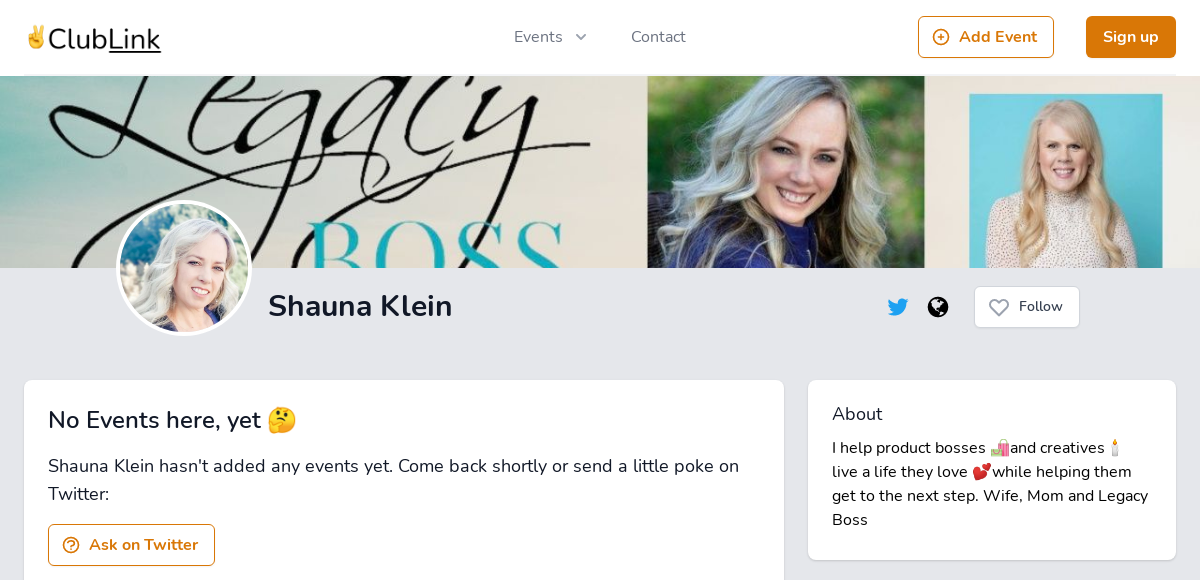 ✌️ClubLink
Events
Contact
Add Event
Sign up
Legacy
BOSS
Shauna Klein
Follow
No Events here, yet 🤔
Shauna Klein hasn't added any events yet. Come back shortly or send a little poke on
Twitter:
Ask on Twitter
About
I help product bosses 🛍️and creatives🕯️
live a life they love 💕while helping them
get to the next step. Wife, Mom and Legacy
Boss